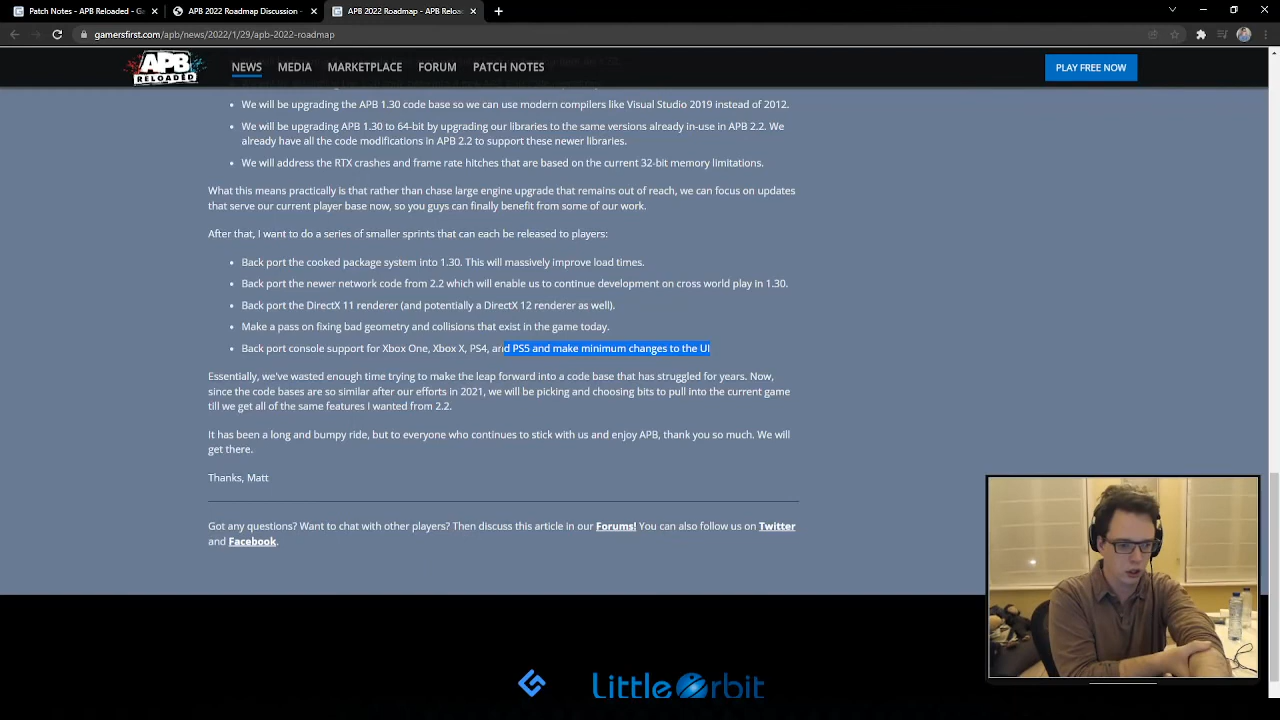 Patch Notes - APB Reloaded - Ga
APB 2022 Roadmap Discussion -
APB 2022 Roadmap - APB Reload
gamersfirst.com/apb/news/2022/1/29/apb-2022-roadmap
APB
RELOADED
NEWS
MEDIA
MARKETPLACE
FORUM
PATCH NOTES
PLAY FREE NOW
• We will be upgrading the APB 1.30 code base so we can use modern compilers like Visual Studio 2019 instead of 2012.
• We will be upgrading APB 1.30 to 64-bit by upgrading our libraries to the same versions already in-use in APB 2.2. We
already have all the code modifications in APB 2.2 to support these newer libraries.
• We will address the RTX crashes and frame rate hitches that are based on the current 32-bit memory limitations.
What this means practically is that rather than chase large engine upgrade that remains out of reach, we can focus on updates
that serve our current player base now, so you guys can finally benefit from some of our work.
After that, I want to do a series of smaller sprints that can each be released to players:
• Back port the cooked package system into 1.30. This will massively improve load times.
• Back port the newer network code from 2.2 which will enable us to continue development on cross world play in 1.30.
• Back port the DirectX 11 renderer (and potentially a DirectX 12 renderer as well).
• Make a pass on fixing bad geometry and collisions that exist in the game today.
• Back port console support for Xbox One, Xbox X, PS4, and PS5 and make minimum changes to the UI
Essentially, we've wasted enough time trying to make the leap forward into a code base that has struggled for years. Now,
since the code bases are so similar after our efforts in 2021, we will be picking and choosing bits to pull into the current game
till we get all of the same features I wanted from 2.2.
It has been a long and bumpy ride, but to everyone who continues to stick with us and enjoy APB, thank you so much. We will
get there.
Thanks, Matt
Got any questions? Want to chat with other players? Then discuss this article in our Forums! You can also follow us on Twitter
and Facebook.
Little Orbit